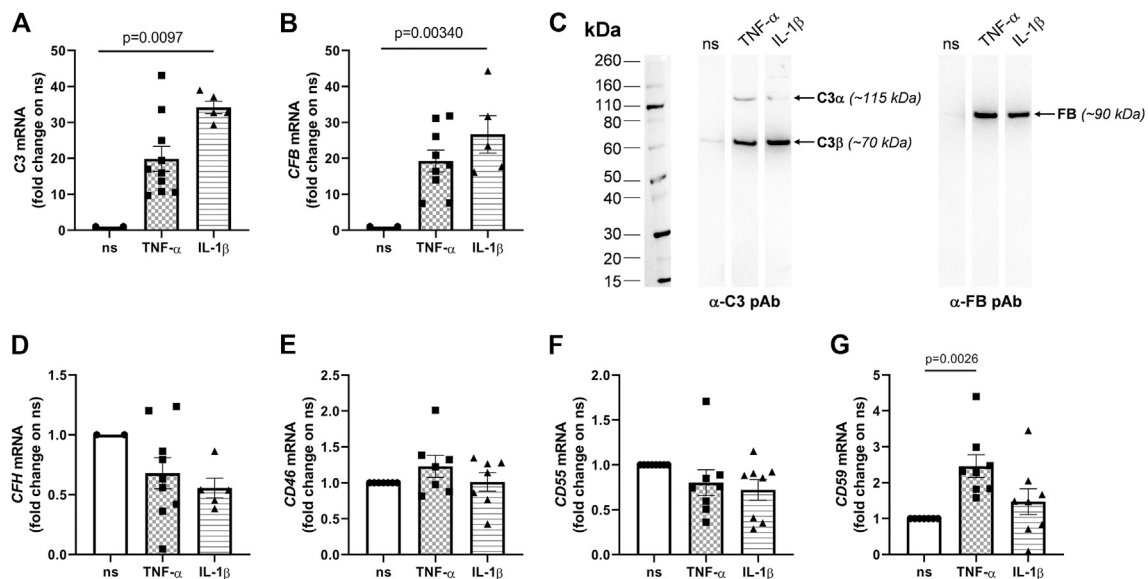 A
C3 mRNA
(fold change on ns)
50
40
30
20
10
0
p=0.0097
ns
TNF-α
IL-1β
B
CFB mRNA
(fold change on ns)
50
40
30
20
10
0
p=0.00340
ns
TNF-α
IL-1β
C
kDa
260
160
110
80
60
50
40
30
20
15
ns
TNF-α
IL-1β
C3α (~115 kDa)
C3β (~70 kDa)
α-C3 pAb
ns
TNF-α
IL-1β
FB (~90 kDa)
α-FB pAb
D
CFH mRNA
(fold change on ns)
1.5
1.0
0.5
0.0
ns
TNF-α
IL-1β
E
CD46 mRNA
(fold change on ns)
2.5
2.0
1.5
1.0
0.5
0.0
ns
TNF-α
IL-1β
F
CD55 mRNA
(fold change on ns)
2.0
1.5
1.0
0.5
0.0
ns
TNF-α
IL-1β
G
CD59 mRNA
(fold change on ns)
5
4
3
2
1
0
p=0.0026
ns
TNF-α
IL-1β